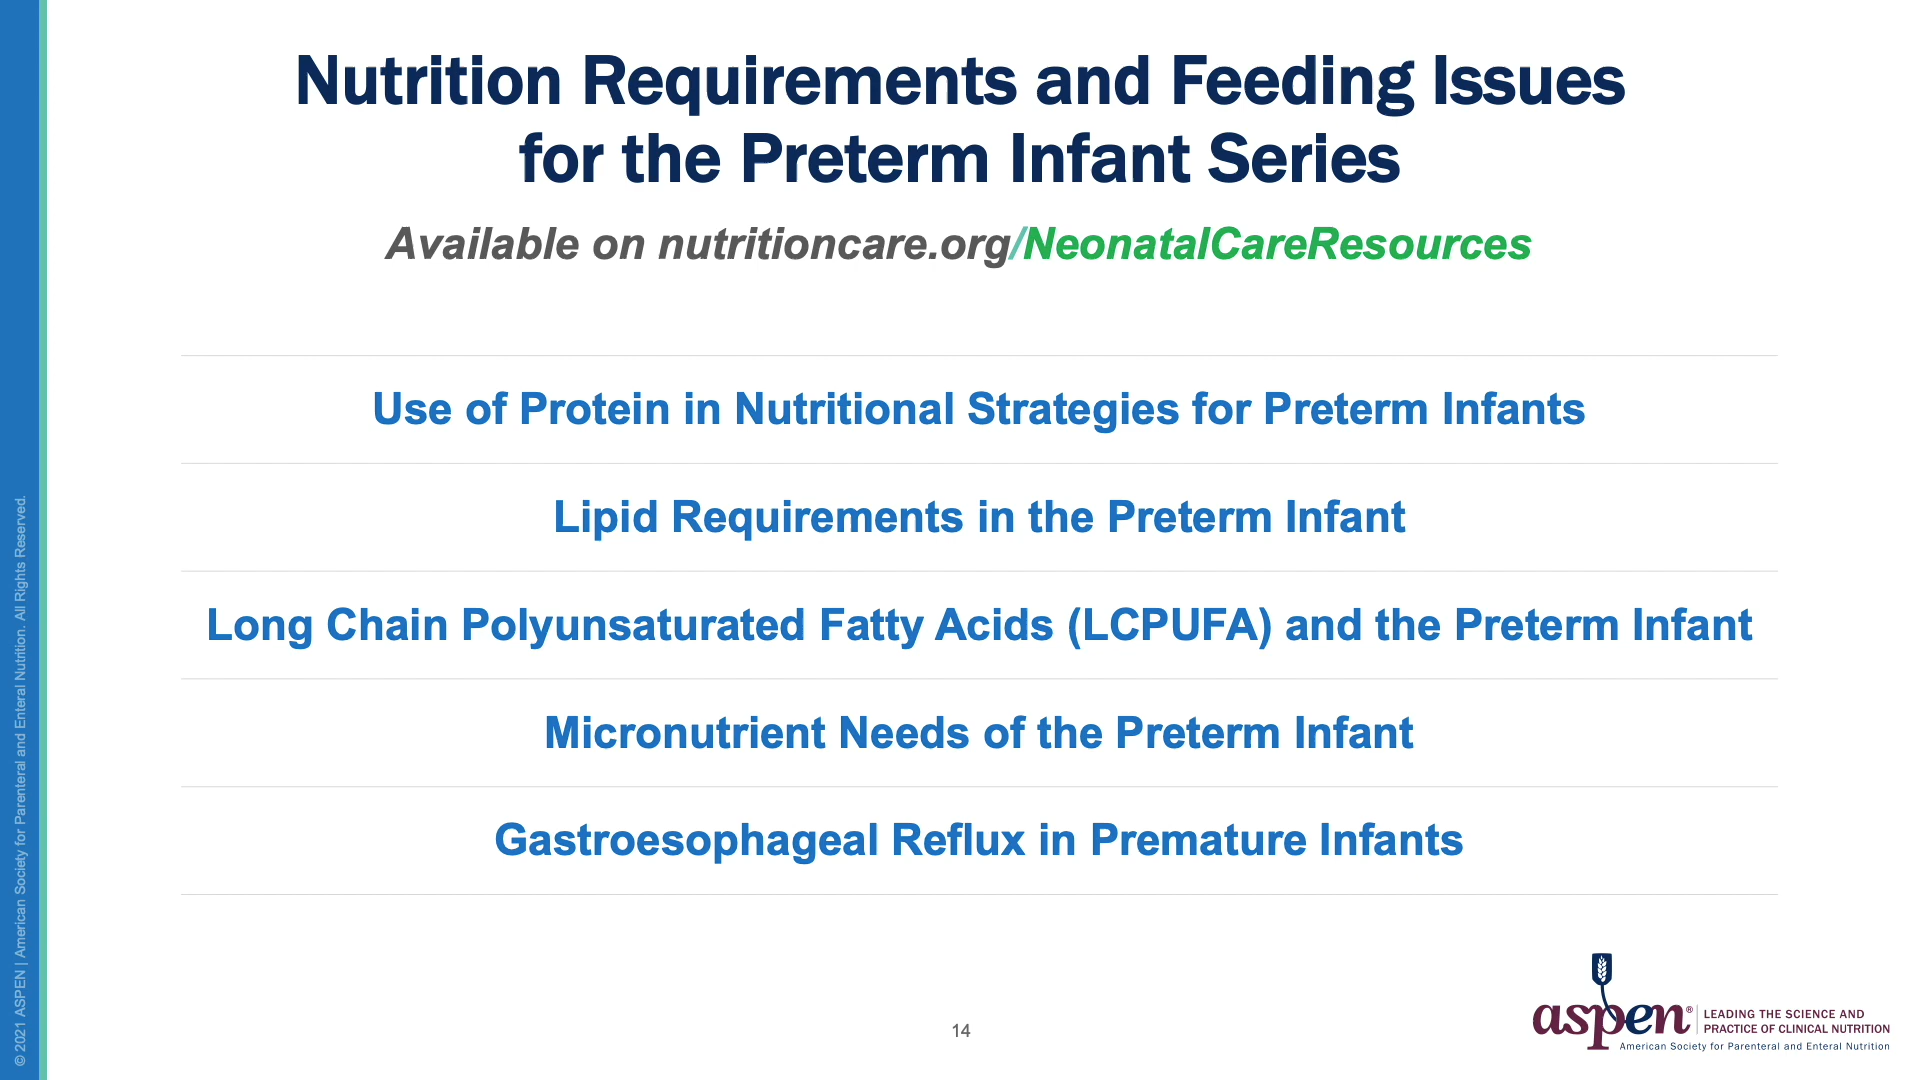 Nutrition Requirements and Feeding Issues
for the Preterm Infant Series
Available on nutritioncare.org/NeonatalCareResources
Use of Protein in Nutritional Strategies for Preterm Infants
Lipid Requirements in the Preterm Infant
Long Chain Polyunsaturated Fatty Acids (LCPUFA) and the Preterm Infant
Micronutrient Needs of the Preterm Infant
Gastroesophageal Reflux in Premature Infants
© 2021 ASPEN | American Society for Parenteral and Enteral Nutrition. All Rights Reserved.
14
aspen®
LEADING THE SCIENCE AND
PRACTICE OF CLINICAL NUTRITION
American Society for Parenteral and Enteral Nutrition